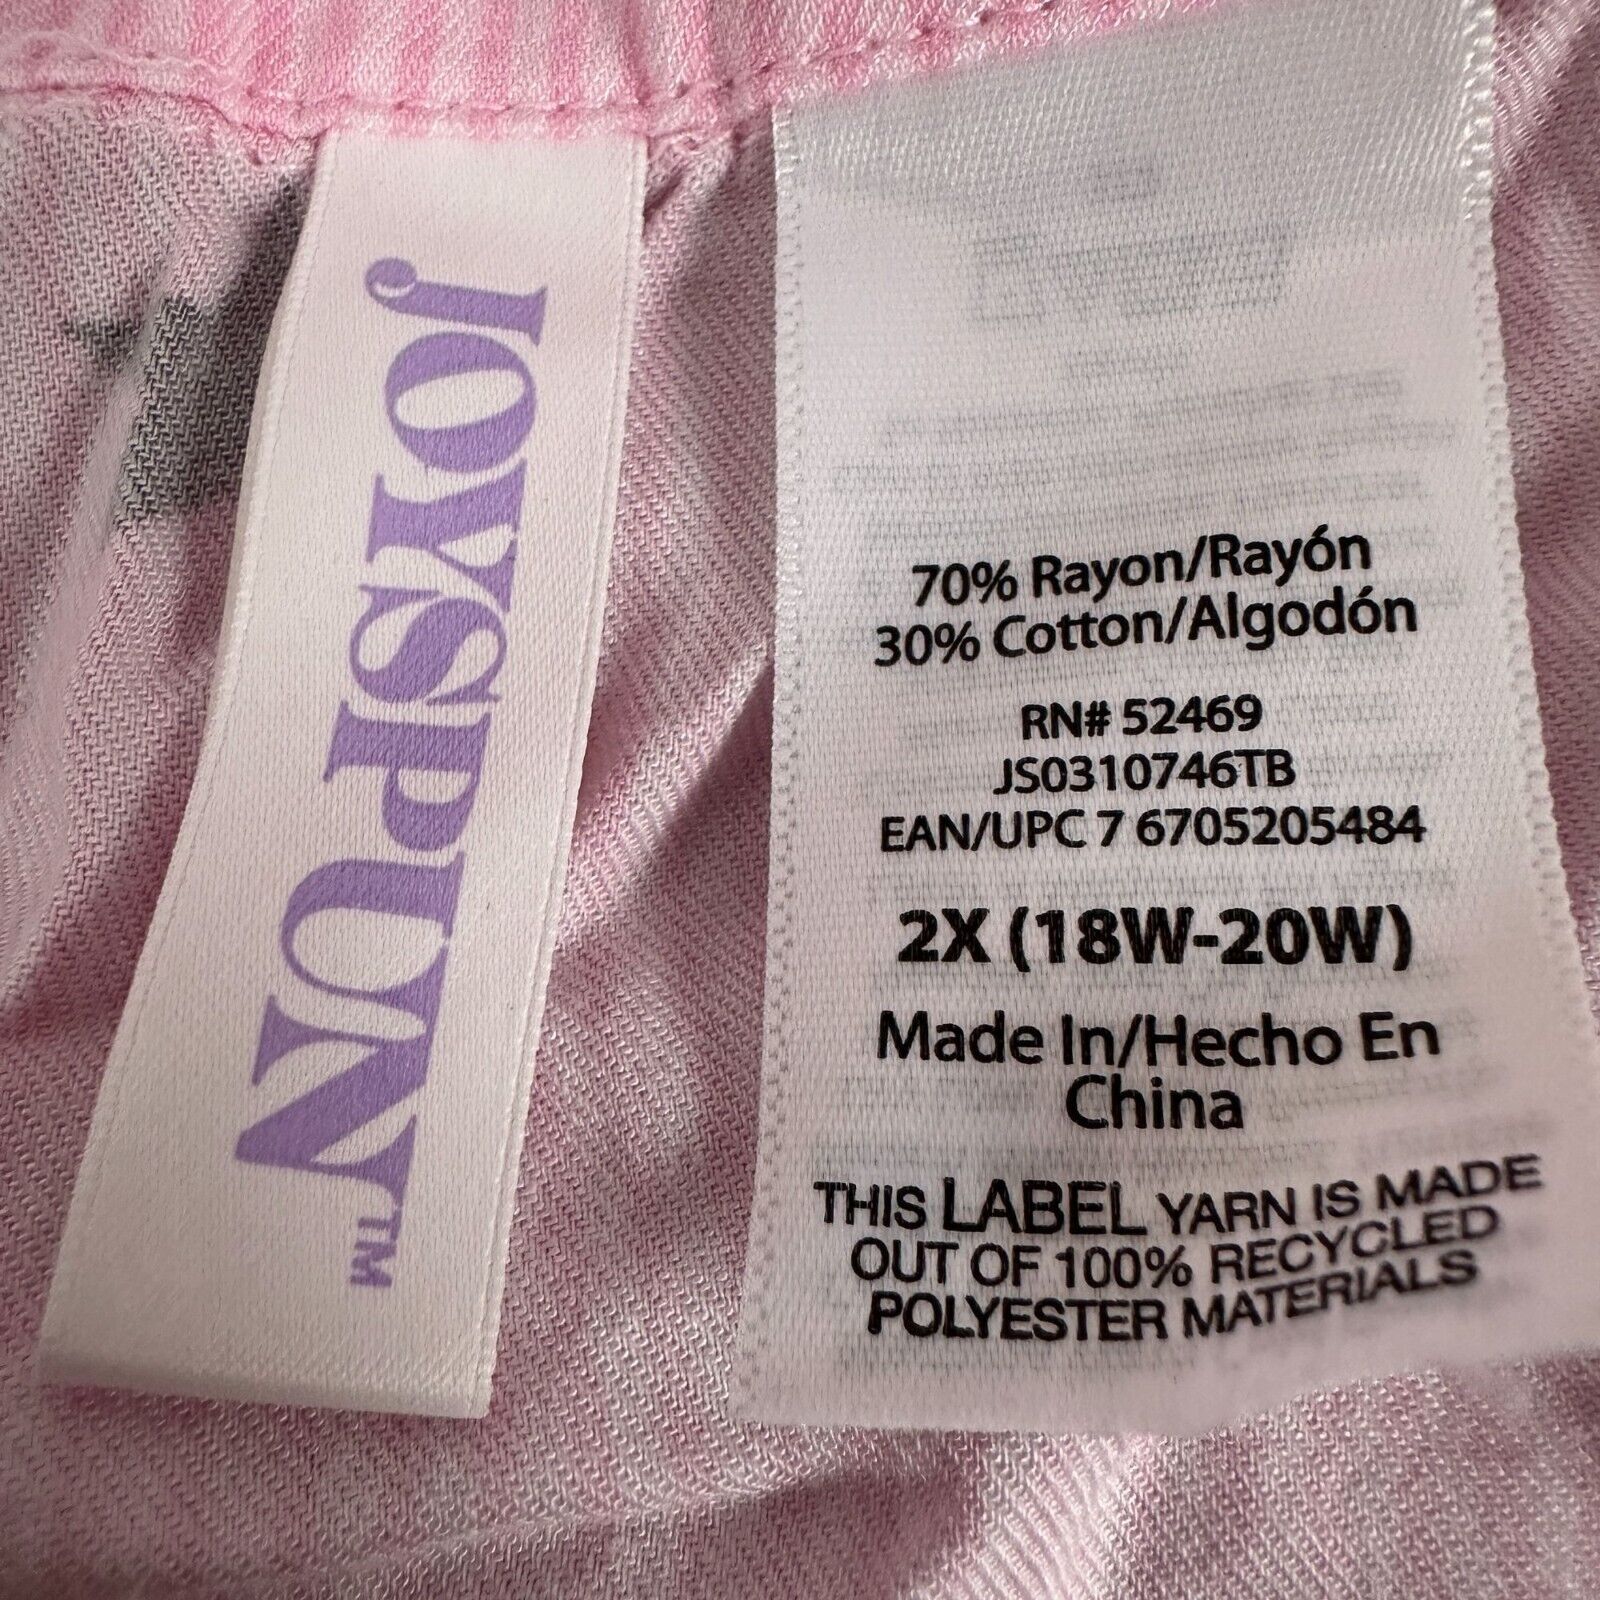 JOYSPUN™
70% Rayon/Rayón
30% Cotton/Algodón
RN# 52469
JS0310746TB
EAN/UPC 7 6705205484
2X (18W-20W)
Made In/Hecho En
China
THIS LABEL YARN IS MADE
OUT OF 100% RECYCLED
POLYESTER MATERIALS